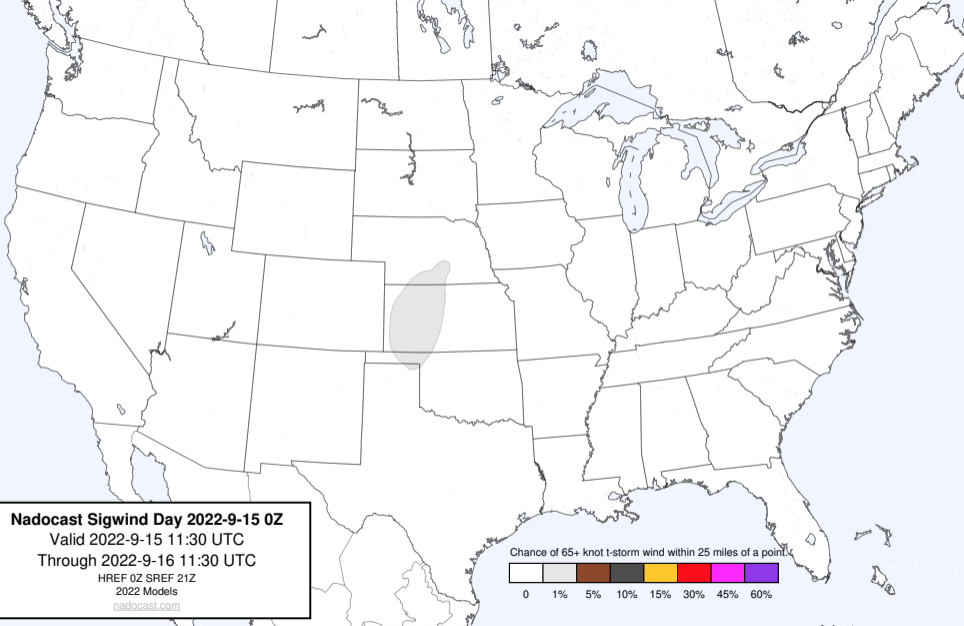 Nadocast Sigwind Day 2022-9-15 0Z
Valid 2022-9-15 11:30 UTC
Through 2022-9-16 11:30 UTC
HREF 0Z SREF 21Z
2022 Models
nadocast.com
Chance of 65+ knot t-storm wind within 25 miles of a point.
0 1% 5% 10% 15% 30% 45% 60%